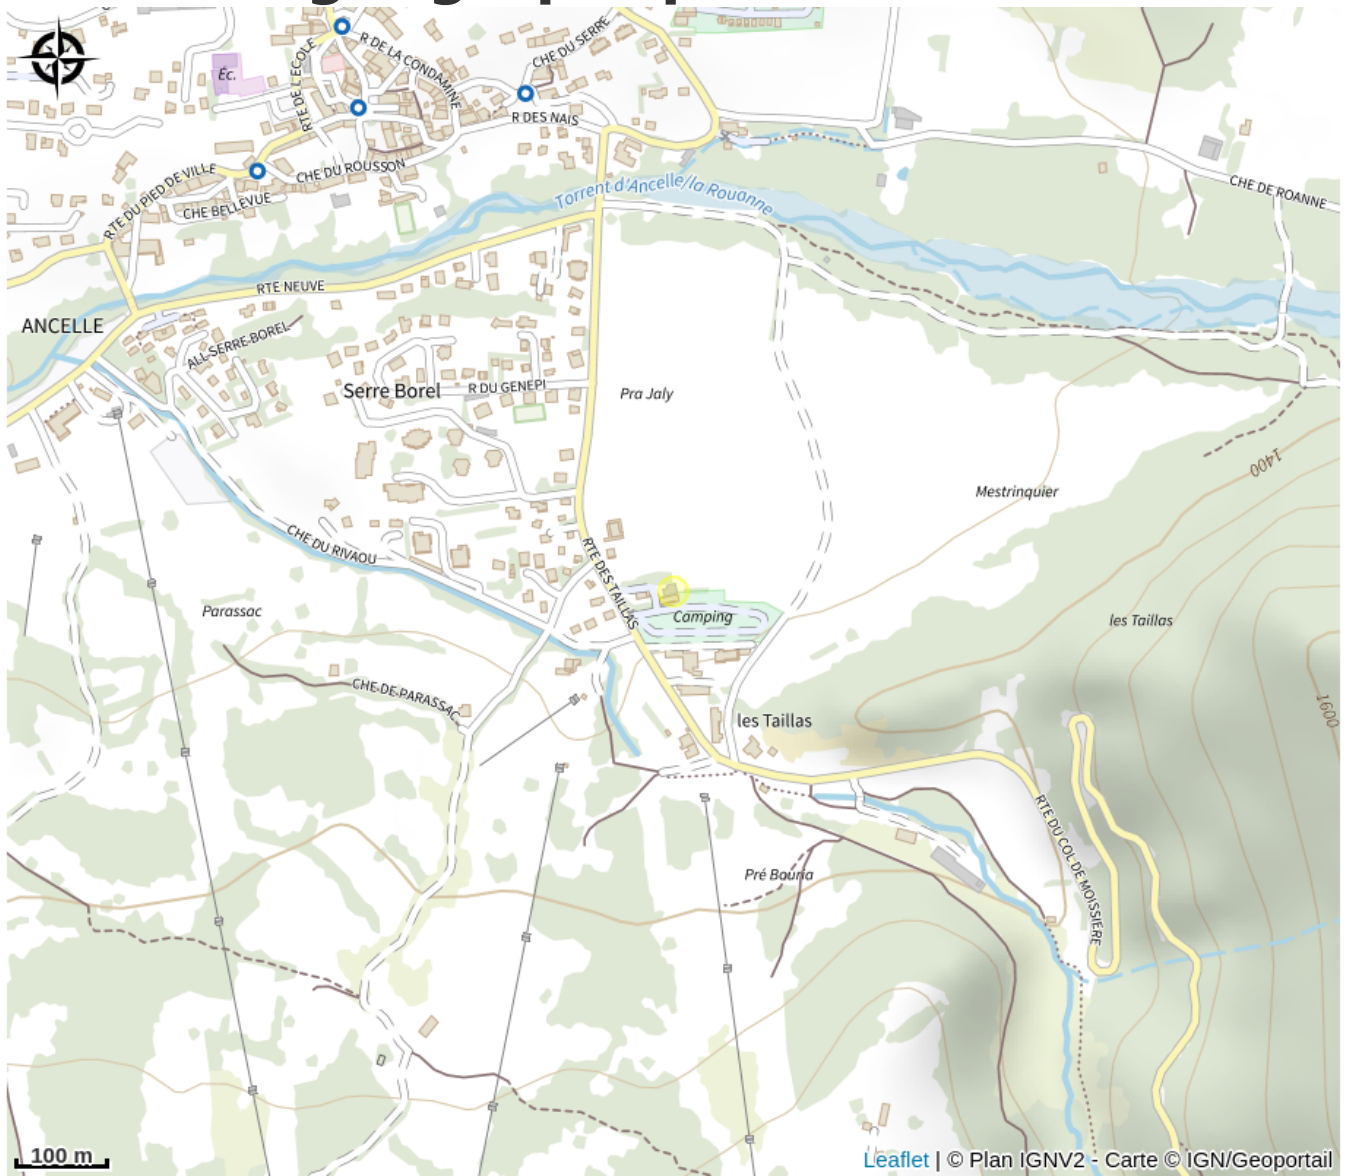 R DE LA CONDAMINE
CHE DU SERRE
Éc.
RTE DE L'ECOLE
R DES NAIS
RTE DU PIED DE VILLE
CHE DU ROUSSON
CHE BELLEVUE
Torrent d'Ancelle/la Rouanne
CHE DE ROANNE
RTE NEUVE
ANCELLE
ALL SERRE-BOREL
Serre Borel
R DU GENEPI
Pra Jaly
1400
Mestrinquier
CHE DU RIVAOU
RTE DES TAILLAS
Parassac
Camping
les Taillas
CHE DE PARASSAC
1600
les Taillas
RTE DU COL DE MOISSIÈRE
Pré Bouria
100 m
Leaflet | © Plan IGNV2 - Carte © IGN/Geoportail